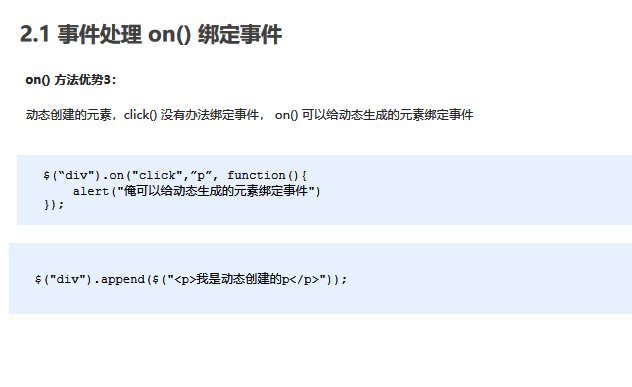 2.1 事件处理 on() 绑定事件
on() 方法优势3：
动态创建的元素，click() 没有办法绑定事件， on() 可以给动态生成的元素绑定事件
$(“div").on("click",”p”, function(){
alert("俺可以给动态生成的元素绑定事件")
});
$("div").append($("<p>我是动态创建的p</p>"));